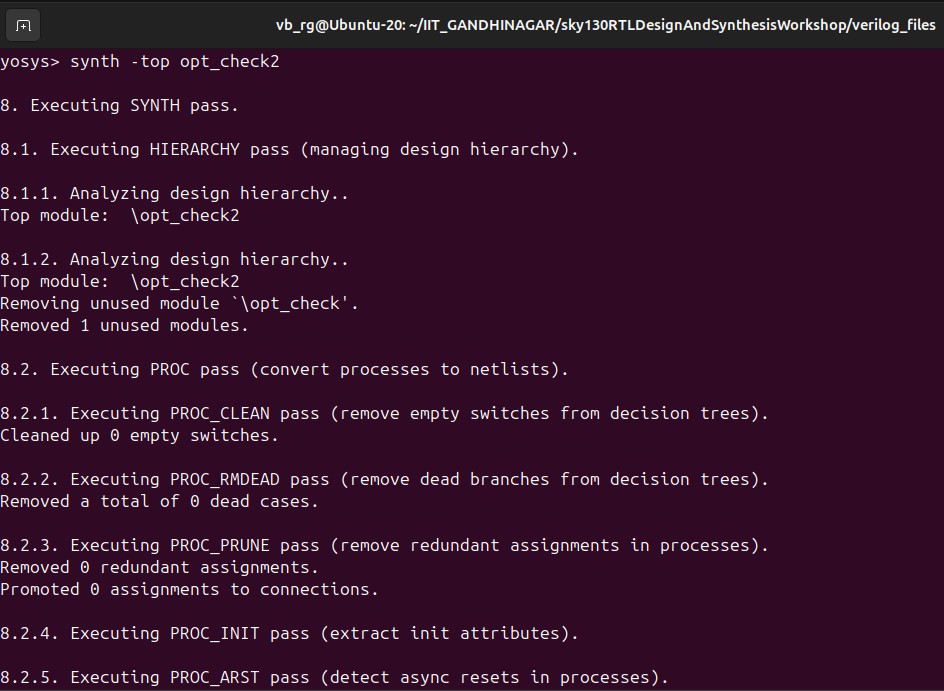 vb_rg@Ubuntu-20: ~/IIT_GANDHINAGAR/sky130RTLDesignAndSynthesisWorkshop/verilog_files
yosys> synth -top opt_check2
8. Executing SYNTH pass.
8.1. Executing HIERARCHY pass (managing design hierarchy).
8.1.1. Analyzing design hierarchy..
Top module:  \opt_check2
8.1.2. Analyzing design hierarchy..
Top module:  \opt_check2
Removing unused module `\opt_check'.
Removed 1 unused modules.
8.2. Executing PROC pass (convert processes to netlists).
8.2.1. Executing PROC_CLEAN pass (remove empty switches from decision trees).
Cleaned up 0 empty switches.
8.2.2. Executing PROC_RMDEAD pass (remove dead branches from decision trees).
Removed a total of 0 dead cases.
8.2.3. Executing PROC_PRUNE pass (remove redundant assignments in processes).
Removed 0 redundant assignments.
Promoted 0 assignments to connections.
8.2.4. Executing PROC_INIT pass (extract init attributes).
8.2.5. Executing PROC_ARST pass (detect async resets in processes).